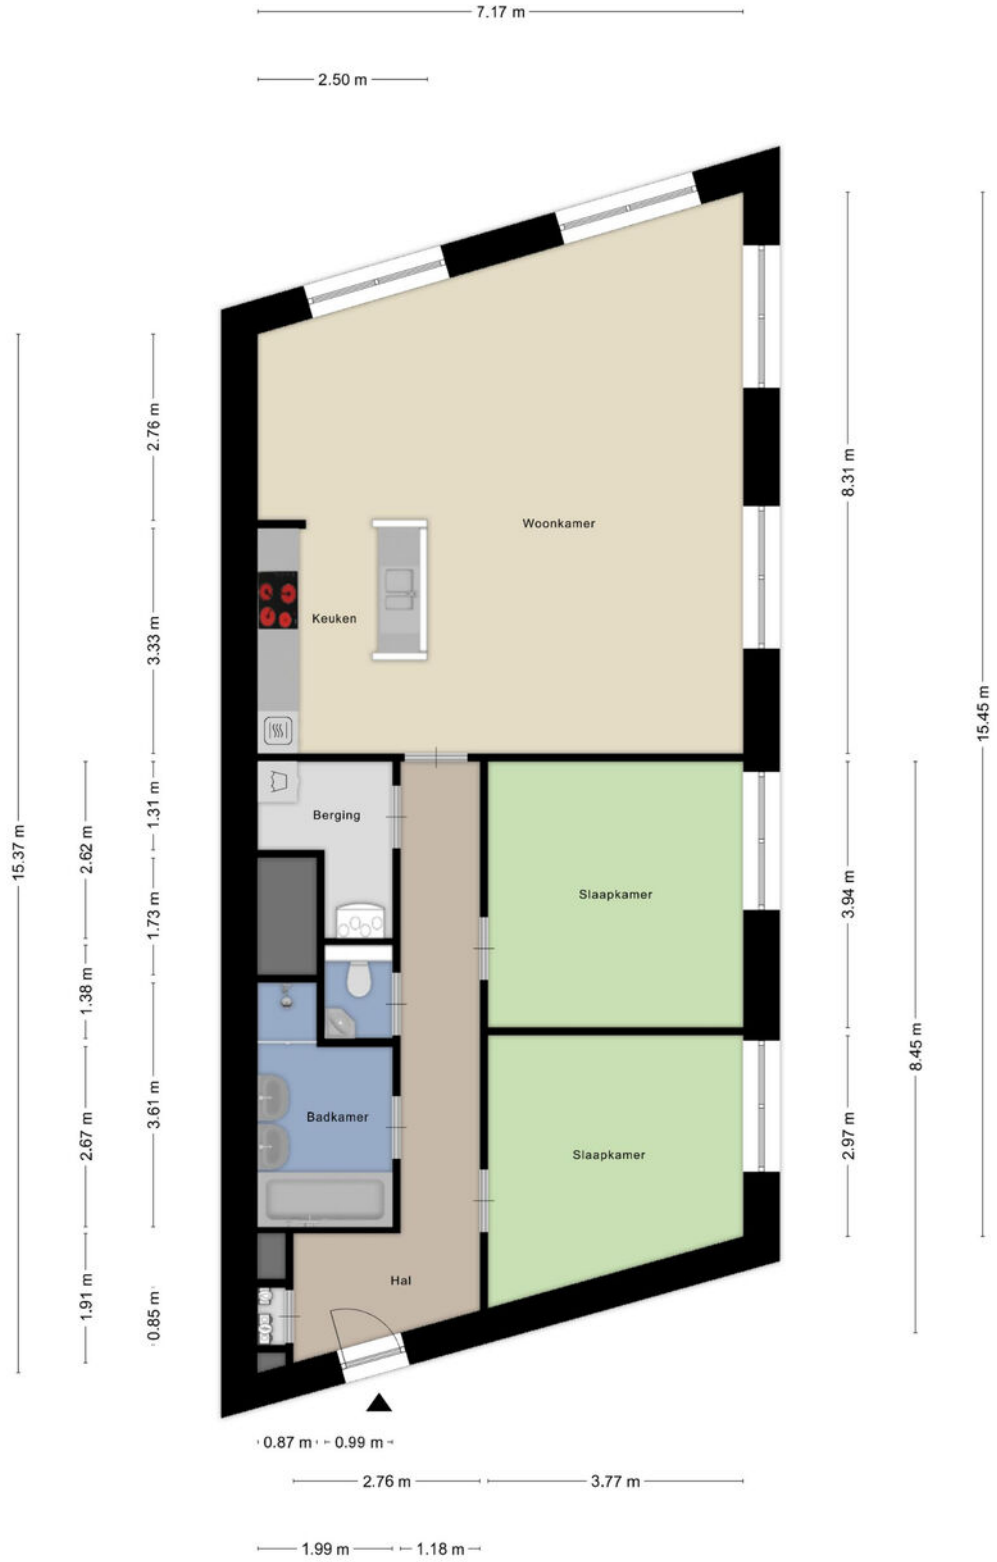 7.17 m
2.50 m
2.76 m
8.31 m
Woonkamer
Keuken
3.33 m
15.45 m
1.31 m
Berging
2.62 m
15.37 m
1.73 m
Slaapkamer
3.94 m
1.38 m
8.45 m
3.61 m
Badkamer
2.67 m
2.97 m
Slaapkamer
Hal
1.91 m
0.85 m
0.87 m
0.99 m
2.76 m
3.77 m
1.99 m
1.18 m